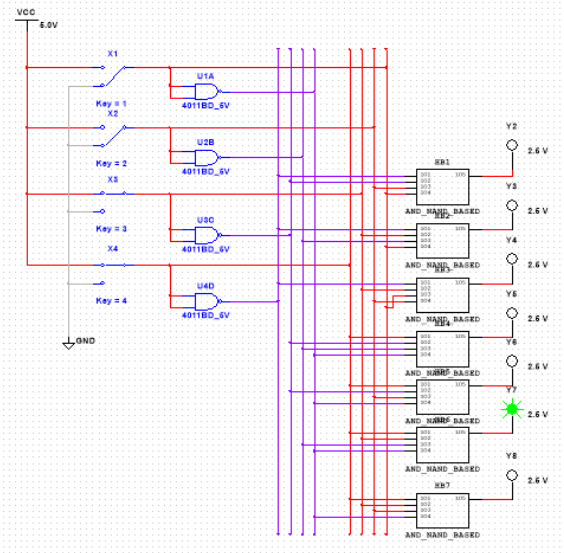 VCC
5.0V
X1
Key = 1
U1A
4011BD_5V
X2
Key = 2
U2B
4011BD_5V
X3
Key = 3
U3C
4011BD_5V
X4
Key = 4
U4D
4011BD_5V
GND
Y2
2.5 V
HB1
IO1
IO2
IO3
IO4
IO5
AND_NAND_BASED
Y3
2.5 V
HB2
IO1
IO2
IO3
IO4
IO5
AND_NAND_BASED
Y4
2.5 V
HB3
IO1
IO2
IO3
IO4
IO5
AND_NAND_BASED
Y5
2.5 V
HB4
IO1
IO2
IO3
IO4
IO5
AND_NAND_BASED
Y6
2.5 V
HB5
IO1
IO2
IO3
IO4
IO5
AND_NAND_BASED
Y7
2.5 V
HB6
IO1
IO2
IO3
IO4
IO5
AND_NAND_BASED
Y8
2.5 V
HB7
IO1
IO2
IO3
IO4
IO5
AND_NAND_BASED